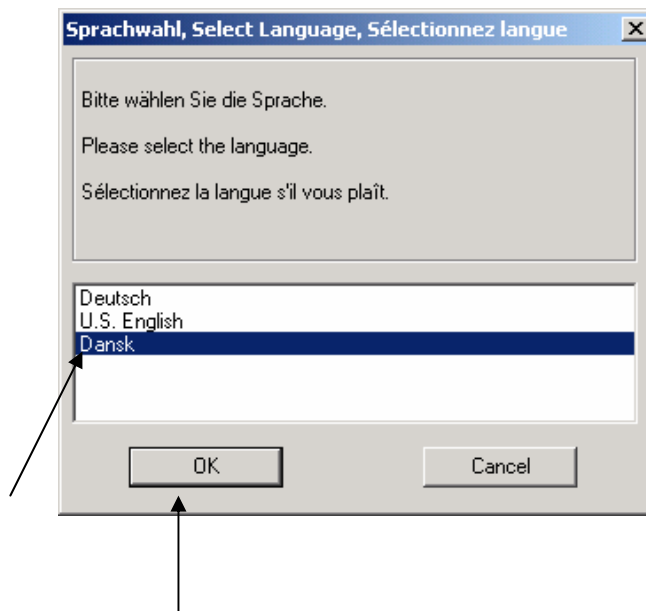 Sprachwahl, Select Language, Sélectionnez langue
Bitte wählen Sie die Sprache.
Please select the language.
Sélectionnez la langue s'il vous plaît.
Deutsch
U.S. English
Dansk
OK Cancel